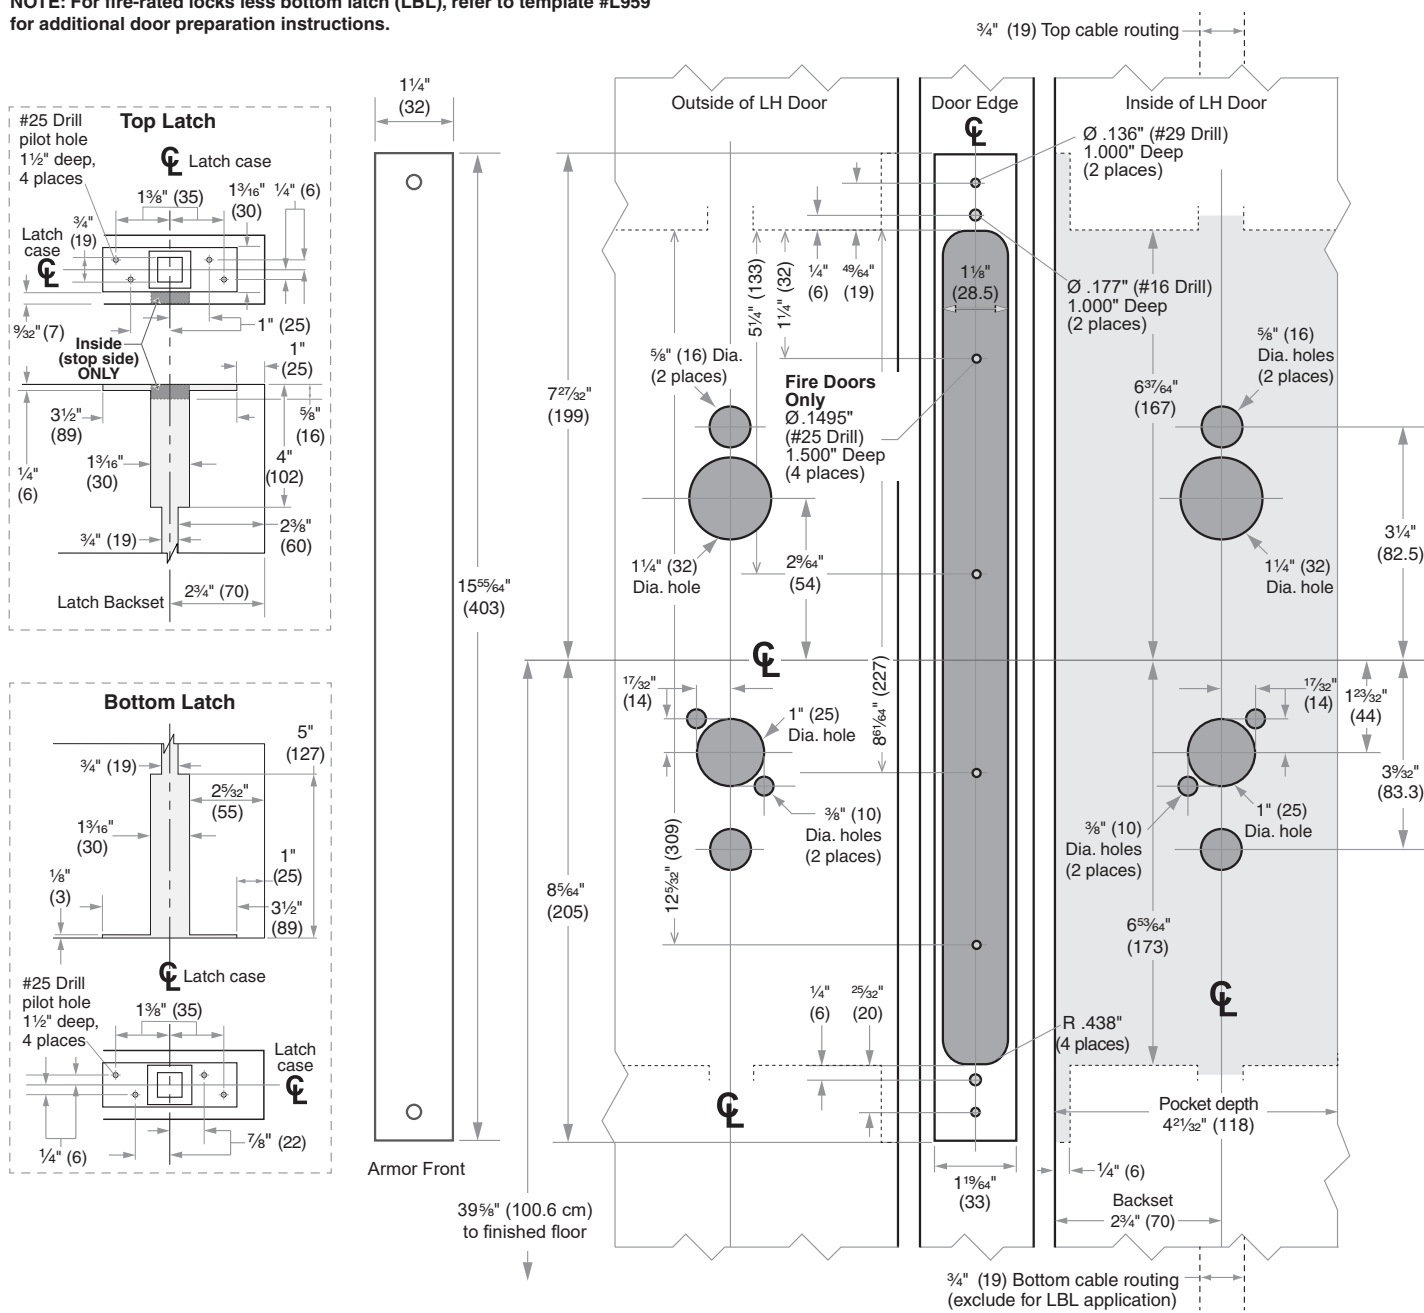 NOTE: For fire-rated locks less bottom latch (LBL), refer to template #L959
for additional door preparation instructions.
¾" (19) Top cable routing
#25 Drill
pilot hole
1½" deep,
4 places
Top Latch
℄ Latch case
1⅜" (35)
1³⁄₁₆"
(30)
¼" (6)
¾"
(19)
Latch
case
℄
⁹⁄₃₂" (7)
1" (25)
Inside
(stop side)
ONLY
1"
(25)
3½"
(89)
⅝"
(16)
¼"
(6)
1³⁄₁₆"
(30)
4"
(102)
¾" (19)
2⅜"
(60)
Latch Backset
2¾" (70)
Bottom Latch
5"
(127)
¾" (19)
2⁵⁄₃₂"
(55)
1³⁄₁₆"
(30)
⅛"
(3)
1"
(25)
3½"
(89)
℄ Latch case
#25 Drill
pilot hole
1½" deep,
4 places
1⅜" (35)
Latch
case
℄
¼" (6)
⅞" (22)
1¼"
(32)
15⁵⁵⁄₆₄"
(403)
Armor Front
Outside of LH Door
7²⁷⁄₃₂"
(199)
⅝" (16) Dia.
(2 places)
5¼" (133)
1¼" (32)
¼"
(6)
⁴⁹⁄₆₄"
(19)
Fire Doors
Only
Ø .1495"
(#25 Drill)
1.500" Deep
(4 places)
1¼" (32)
Dia. hole
2⁹⁄₆₄"
(54)
℄
¹⁷⁄₃₂"
(14)
1" (25)
Dia. hole
8⁶¹⁄₆₄" (227)
⅜" (10)
Dia. holes
(2 places)
12⁵⁄₃₂" (309)
8⁵⁄₆₄"
(205)
¼"
(6)
²⁵⁄₃₂"
(20)
℄
39⅝" (100.6 cm)
to finished floor
Door Edge
℄
1⅛"
(28.5)
1¹⁹⁄₆₄"
(33)
Inside of LH Door
Ø .136" (#29 Drill)
1.000" Deep
(2 places)
Ø .177" (#16 Drill)
1.000" Deep
(2 places)
⅝" (16)
Dia. holes
(2 places)
6³⁷⁄₆₄"
(167)
1¼" (32)
Dia. hole
3¼"
(82.5)
¹⁷⁄₃₂"
(14)
1²³⁄₃₂"
(44)
3⁹⁄₃₂"
(83.3)
⅜" (10)
Dia. holes
(2 places)
1" (25)
Dia. hole
6⁵³⁄₆₄"
(173)
℄
R .438"
(4 places)
Pocket depth
4²¹⁄₃₂" (118)
¼" (6)
Backset
2¾" (70)
¾" (19) Bottom cable routing
(exclude for LBL application)